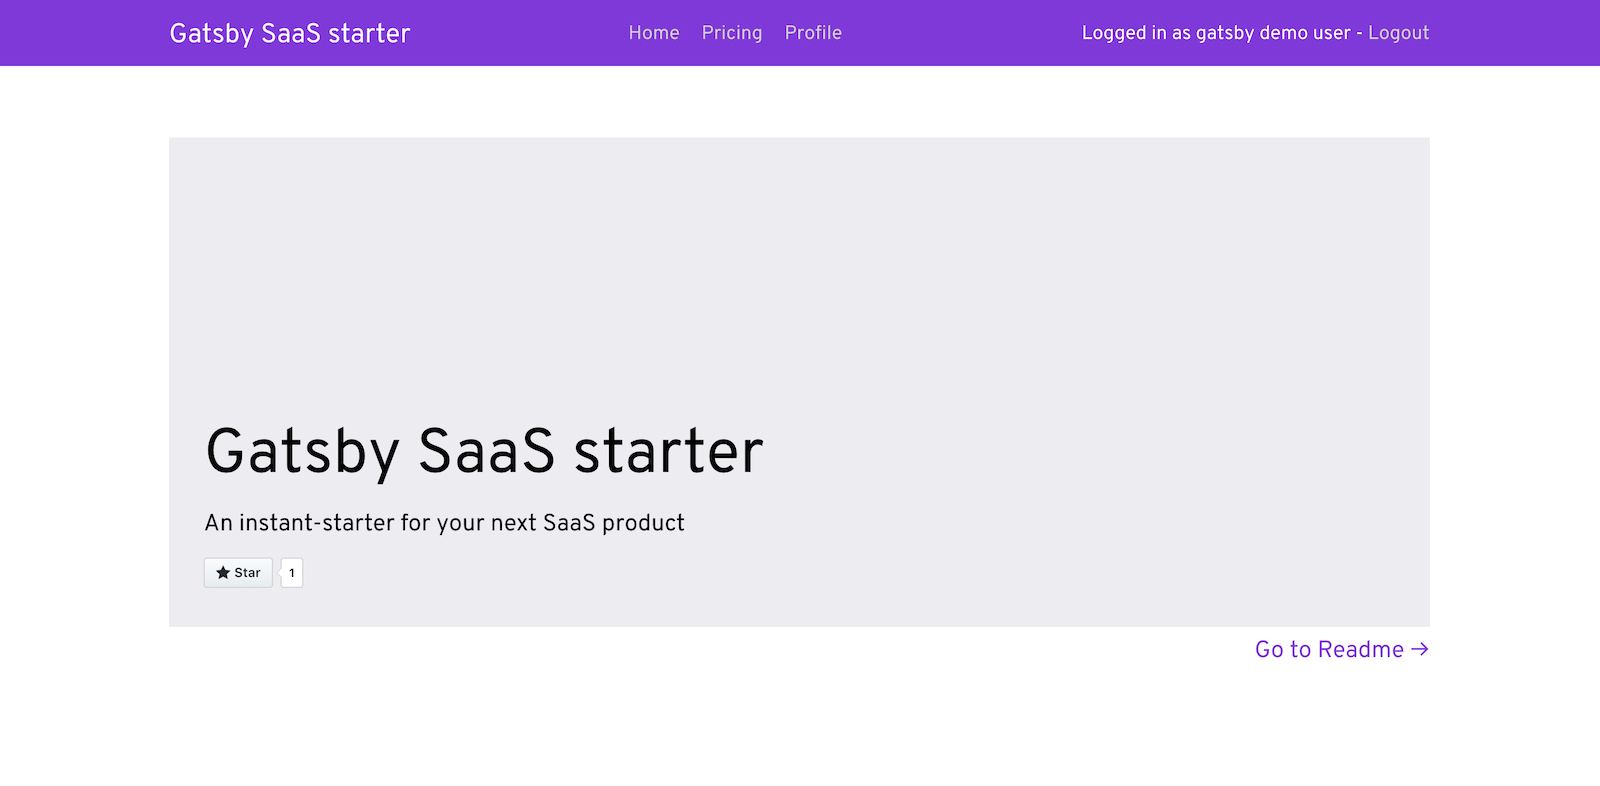 Gatsby SaaS starter
Home Pricing Profile
Logged in as gatsby demo user - Logout
Gatsby SaaS starter
An instant-starter for your next SaaS product
Star 1
Go to Readme →